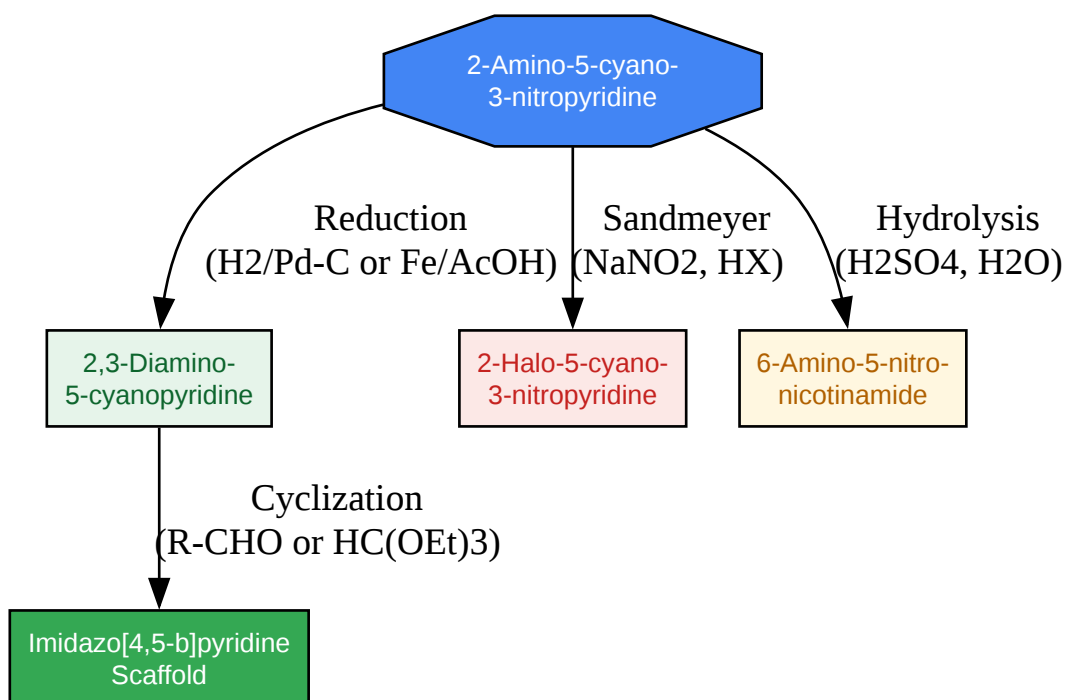 2-Amino-5-cyano-
3-nitropyridine
Reduction
(H2/Pd-C or Fe/AcOH)
Sandmeyer
(NaNO2, HX)
Hydrolysis
(H2SO4, H2O)
2,3-Diamino-
5-cyanopyridine
2-Halo-5-cyano-
3-nitropyridine
6-Amino-5-nitro-
nicotinamide
Cyclization
(R-CHO or HC(OEt)3)
Imidazo[4,5-b]pyridine
Scaffold